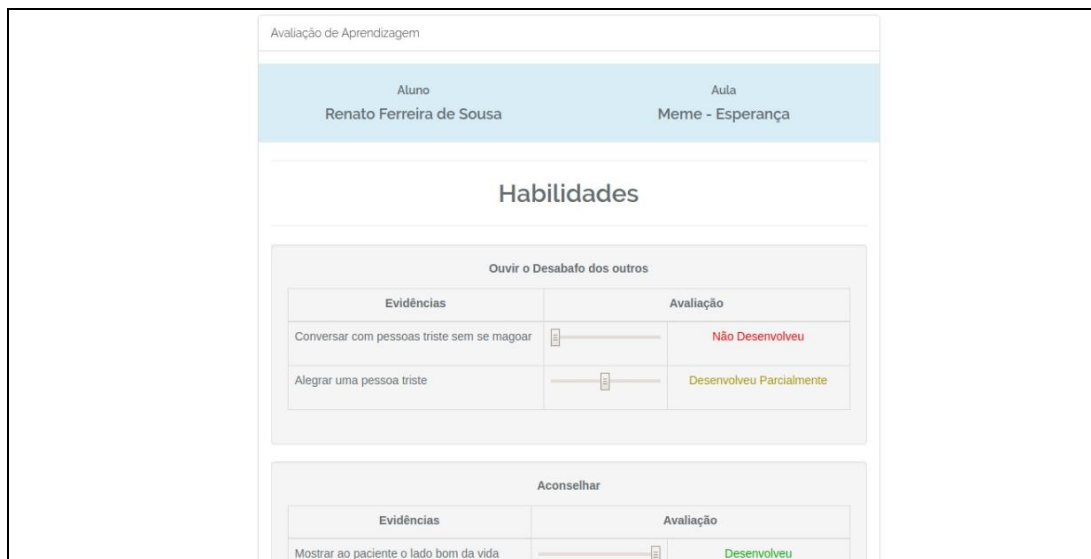 Avaliação de Aprendizagem
Aluno Aula
Renato Ferreira de Sousa Meme - Esperança
Habilidades
Ouvir o Desabafo dos outros
Evidências Avaliação
Conversar com pessoas triste sem se magoar Não Desenvolveu
Alegrar uma pessoa triste Desenvolveu Parcialmente
Aconselhar
Evidências Avaliação
Mostrar ao paciente o lado bom da vida Desenvolveu